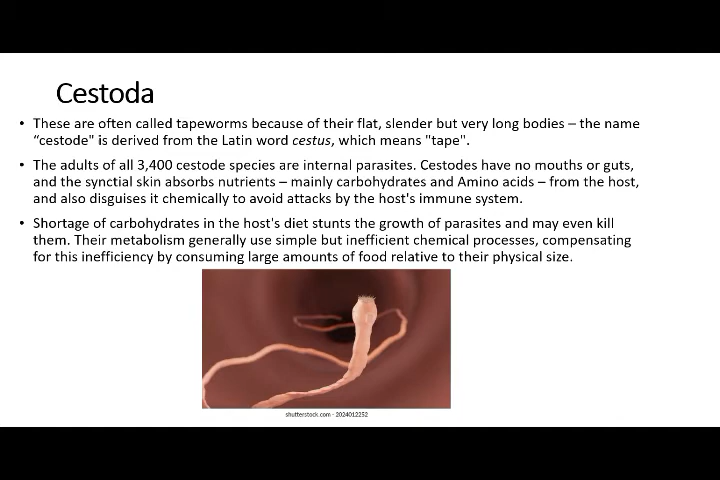 Cestoda
• These are often called tapeworms because of their flat, slender but very long bodies – the name
“cestode" is derived from the Latin word cestus, which means "tape".
• The adults of all 3,400 cestode species are internal parasites. Cestodes have no mouths or guts,
and the synctial skin absorbs nutrients – mainly carbohydrates and Amino acids – from the host,
and also disguises it chemically to avoid attacks by the host's immune system.
• Shortage of carbohydrates in the host's diet stunts the growth of parasites and may even kill
them. Their metabolism generally use simple but inefficient chemical processes, compensating
for this inefficiency by consuming large amounts of food relative to their physical size.
shutterstock.com · 2024012252